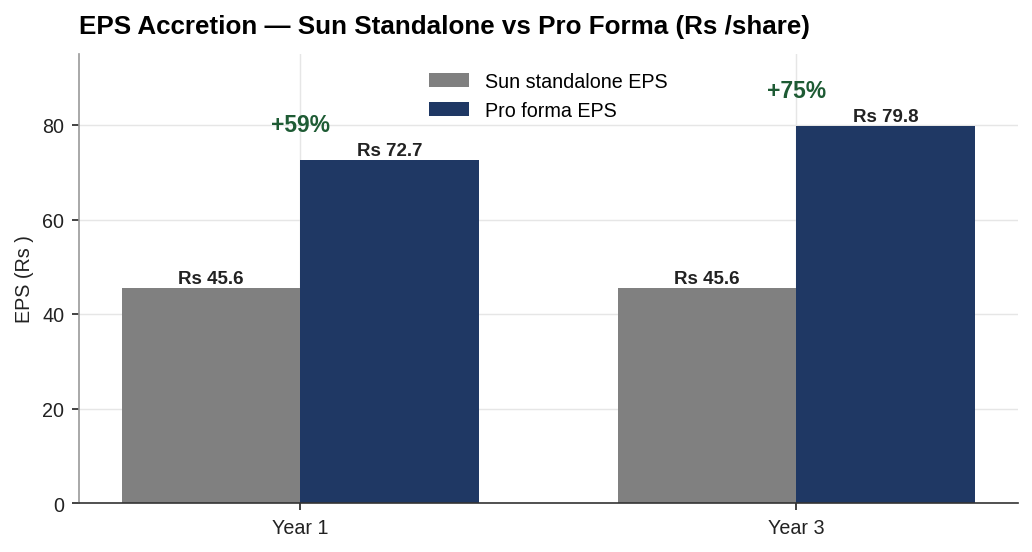 EPS Accretion — Sun Standalone vs Pro Forma (Rs /share)
Sun standalone EPS
Pro forma EPS
+59%
+75%
Rs 45.6
Rs 72.7
Rs 45.6
Rs 79.8
EPS (Rs )
80
60
40
20
0
Year 1
Year 3